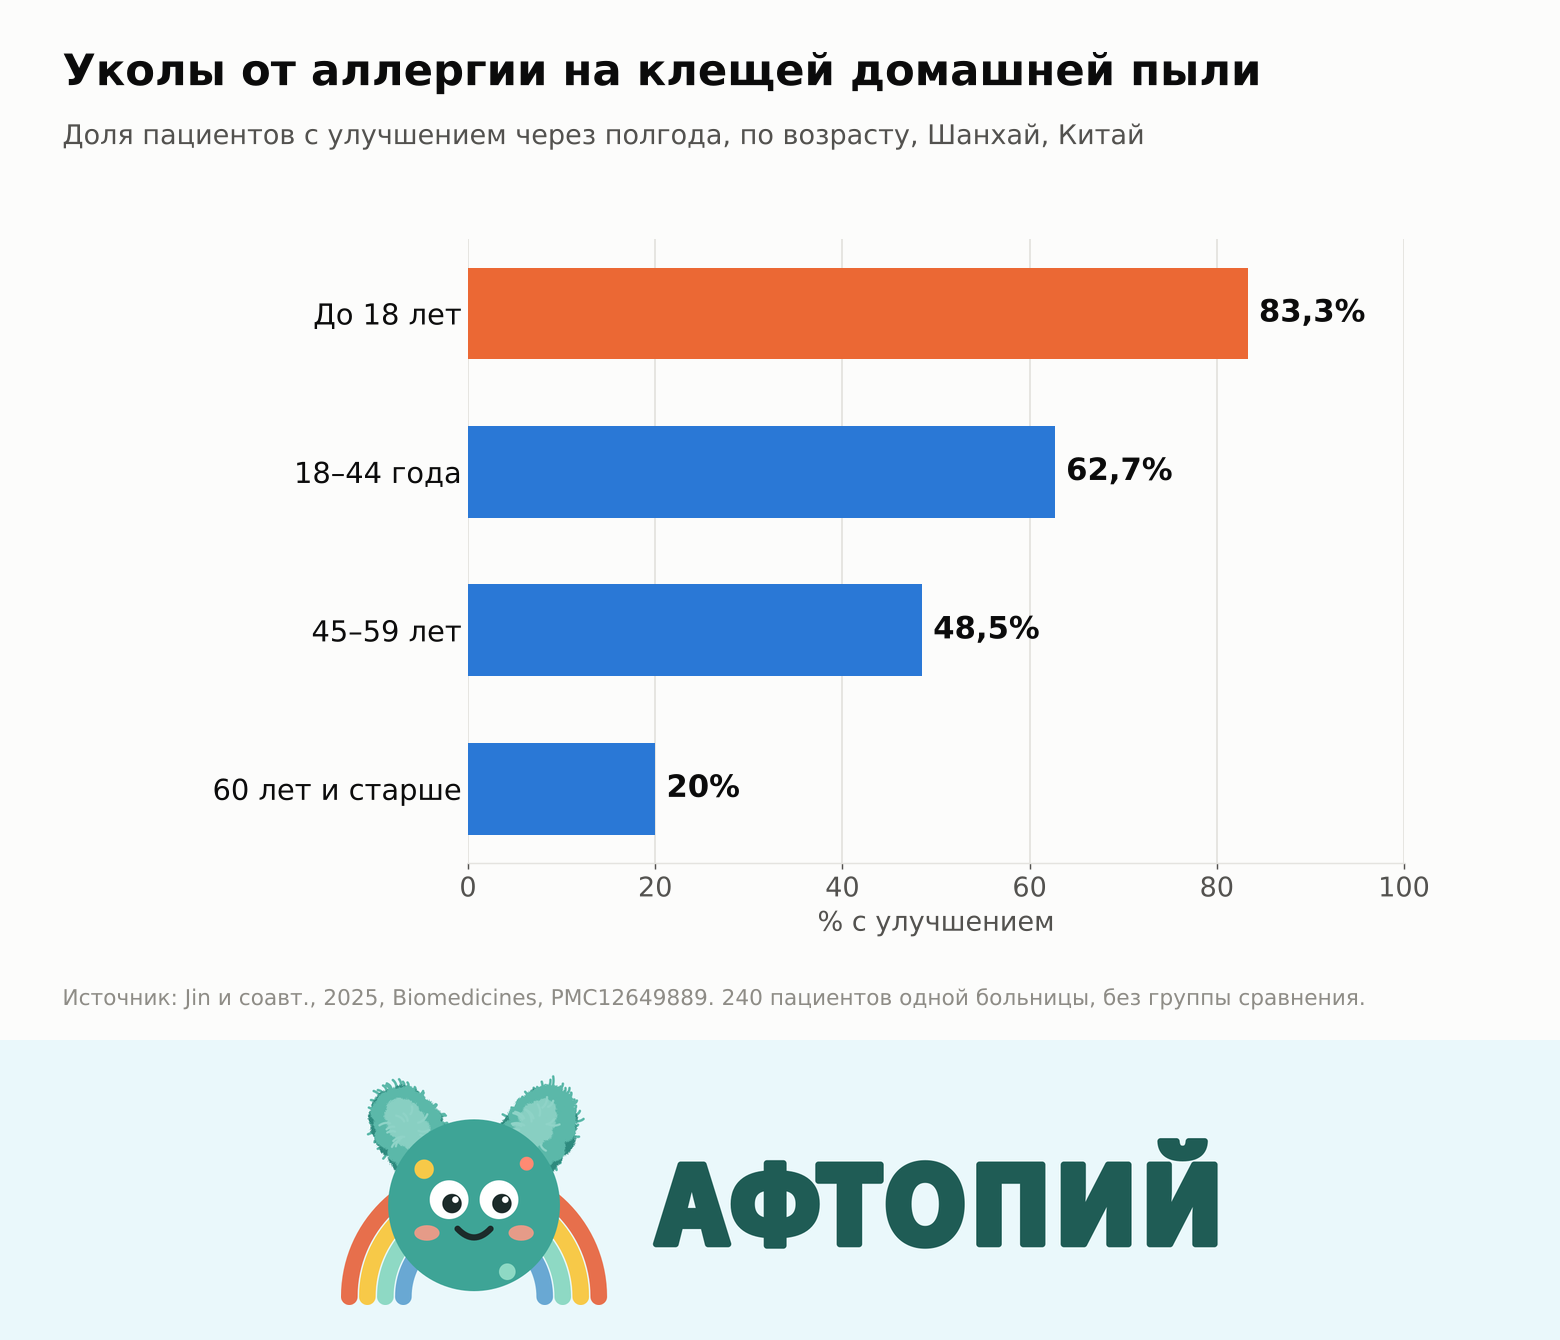 Уколы от аллергии на клещей домашней пыли
Доля пациентов с улучшением через полгода, по возрасту, Шанхай, Китай
До 18 лет
83,3%
18–44 года
62,7%
45–59 лет
48,5%
60 лет и старше
20%
0 20 40 60 80 100
% с улучшением
Источник: Jin и соавт., 2025, Biomedicines, PMC12649889. 240 пациентов одной больницы, без группы сравнения.
АФТОПИЙ